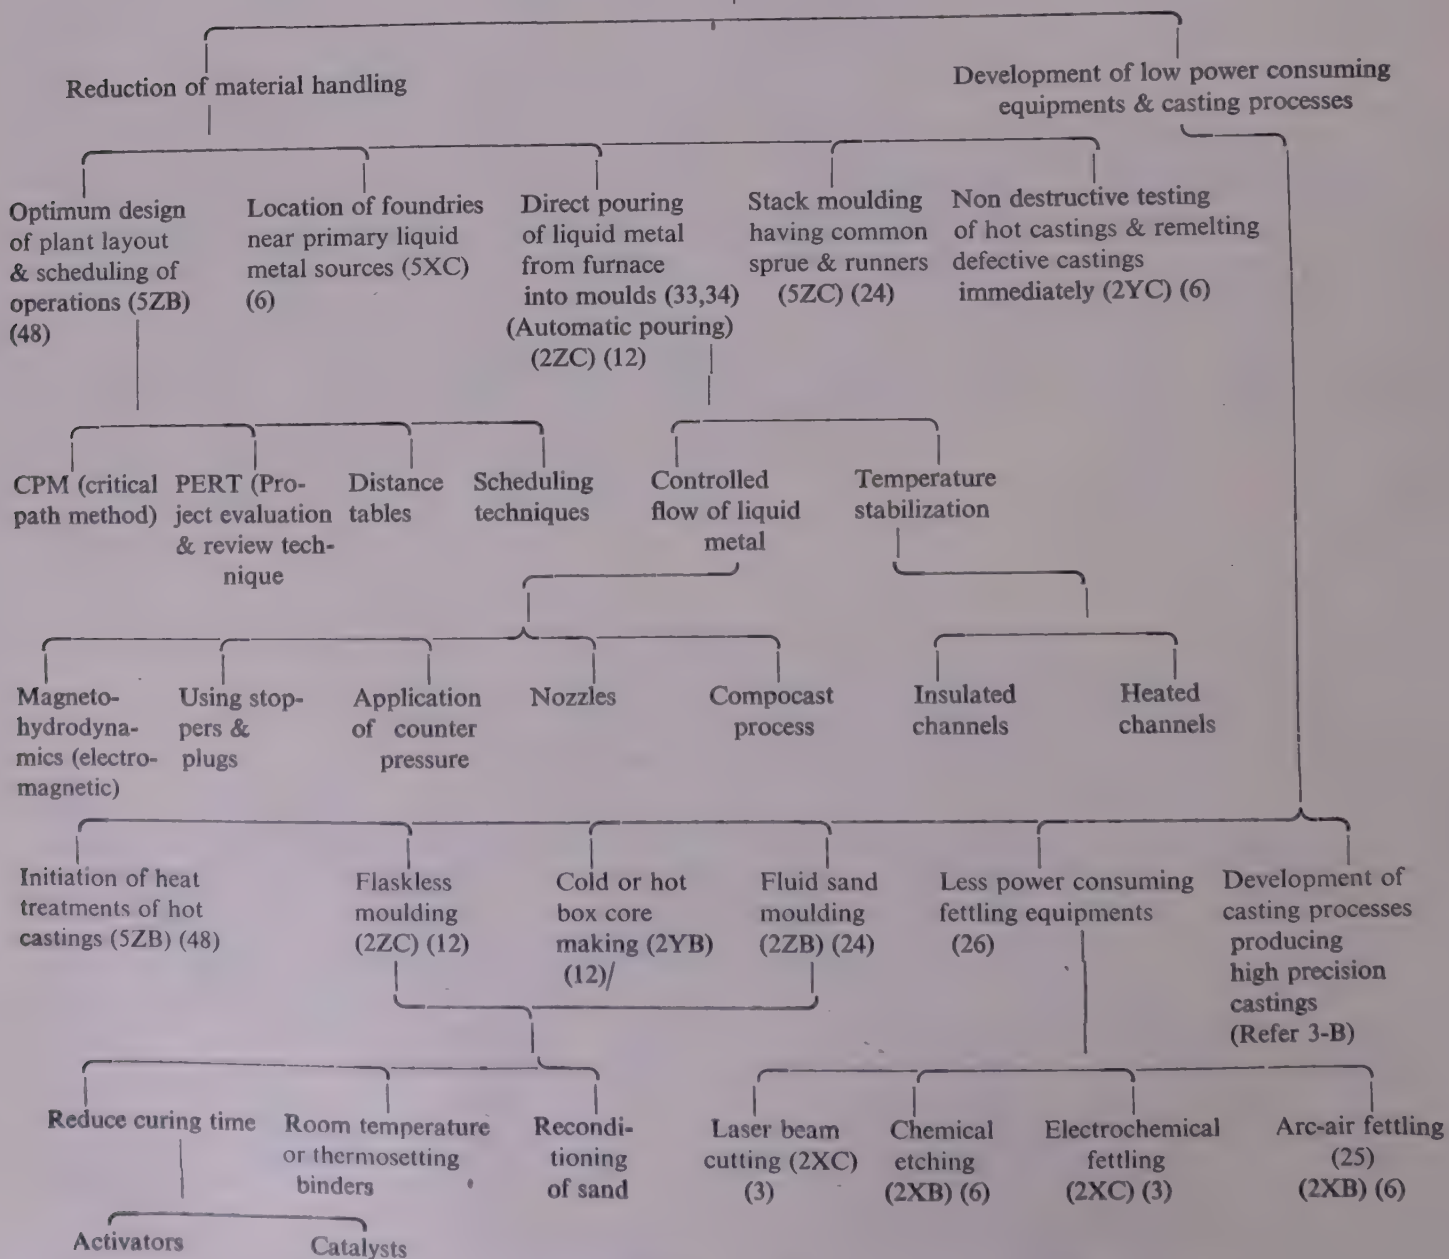 Reduction of material handling
Development of low power consuming
equipments & casting processes
Optimum design
of plant layout
& scheduling of
operations (5ZB)
(48)
Location of foundries
near primary liquid
metal sources (5XC)
(6)
Direct pouring
of liquid metal
from furnace
into moulds (33,34)
(Automatic pouring)
(2ZC) (12)
Stack moulding
having common
sprue & runners
(5ZC) (24)
Non destructive testing
of hot castings & remelting
defective castings
immediately (2YC) (6)
CPM (critical
path method)
PERT (Pro-
ject evaluation
& review tech-
nique
Distance
tables
Scheduling
techniques
Controlled
flow of liquid
metal
Temperature
stabilization
Magneto-
hydrodyna-
mics (electro-
magnetic)
Using stop-
pers &
plugs
Application
of counter
pressure
Nozzles
Compocast
process
Insulated
channels
Heated
channels
Initiation of heat
treatments of hot
castings (5ZB) (48)
Flaskless
moulding
(2ZC) (12)
Cold or hot
box core
making (2YB)
(12)/
Fluid sand
moulding
(2ZB) (24)
Less power consuming
fettling equipments
(26)
Development of
casting processes
producing
high precision
castings
(Refer 3-B)
Reduce curing time
Room temperature
or thermosetting
binders
Recondi-
tioning
of sand
Laser beam
cutting (2XC)
(3)
Chemical
etching
(2XB) (6)
Electrochemical
fettling
(2XC) (3)
Arc-air fettling
(25)
(2XB) (6)
Activators
Catalysts